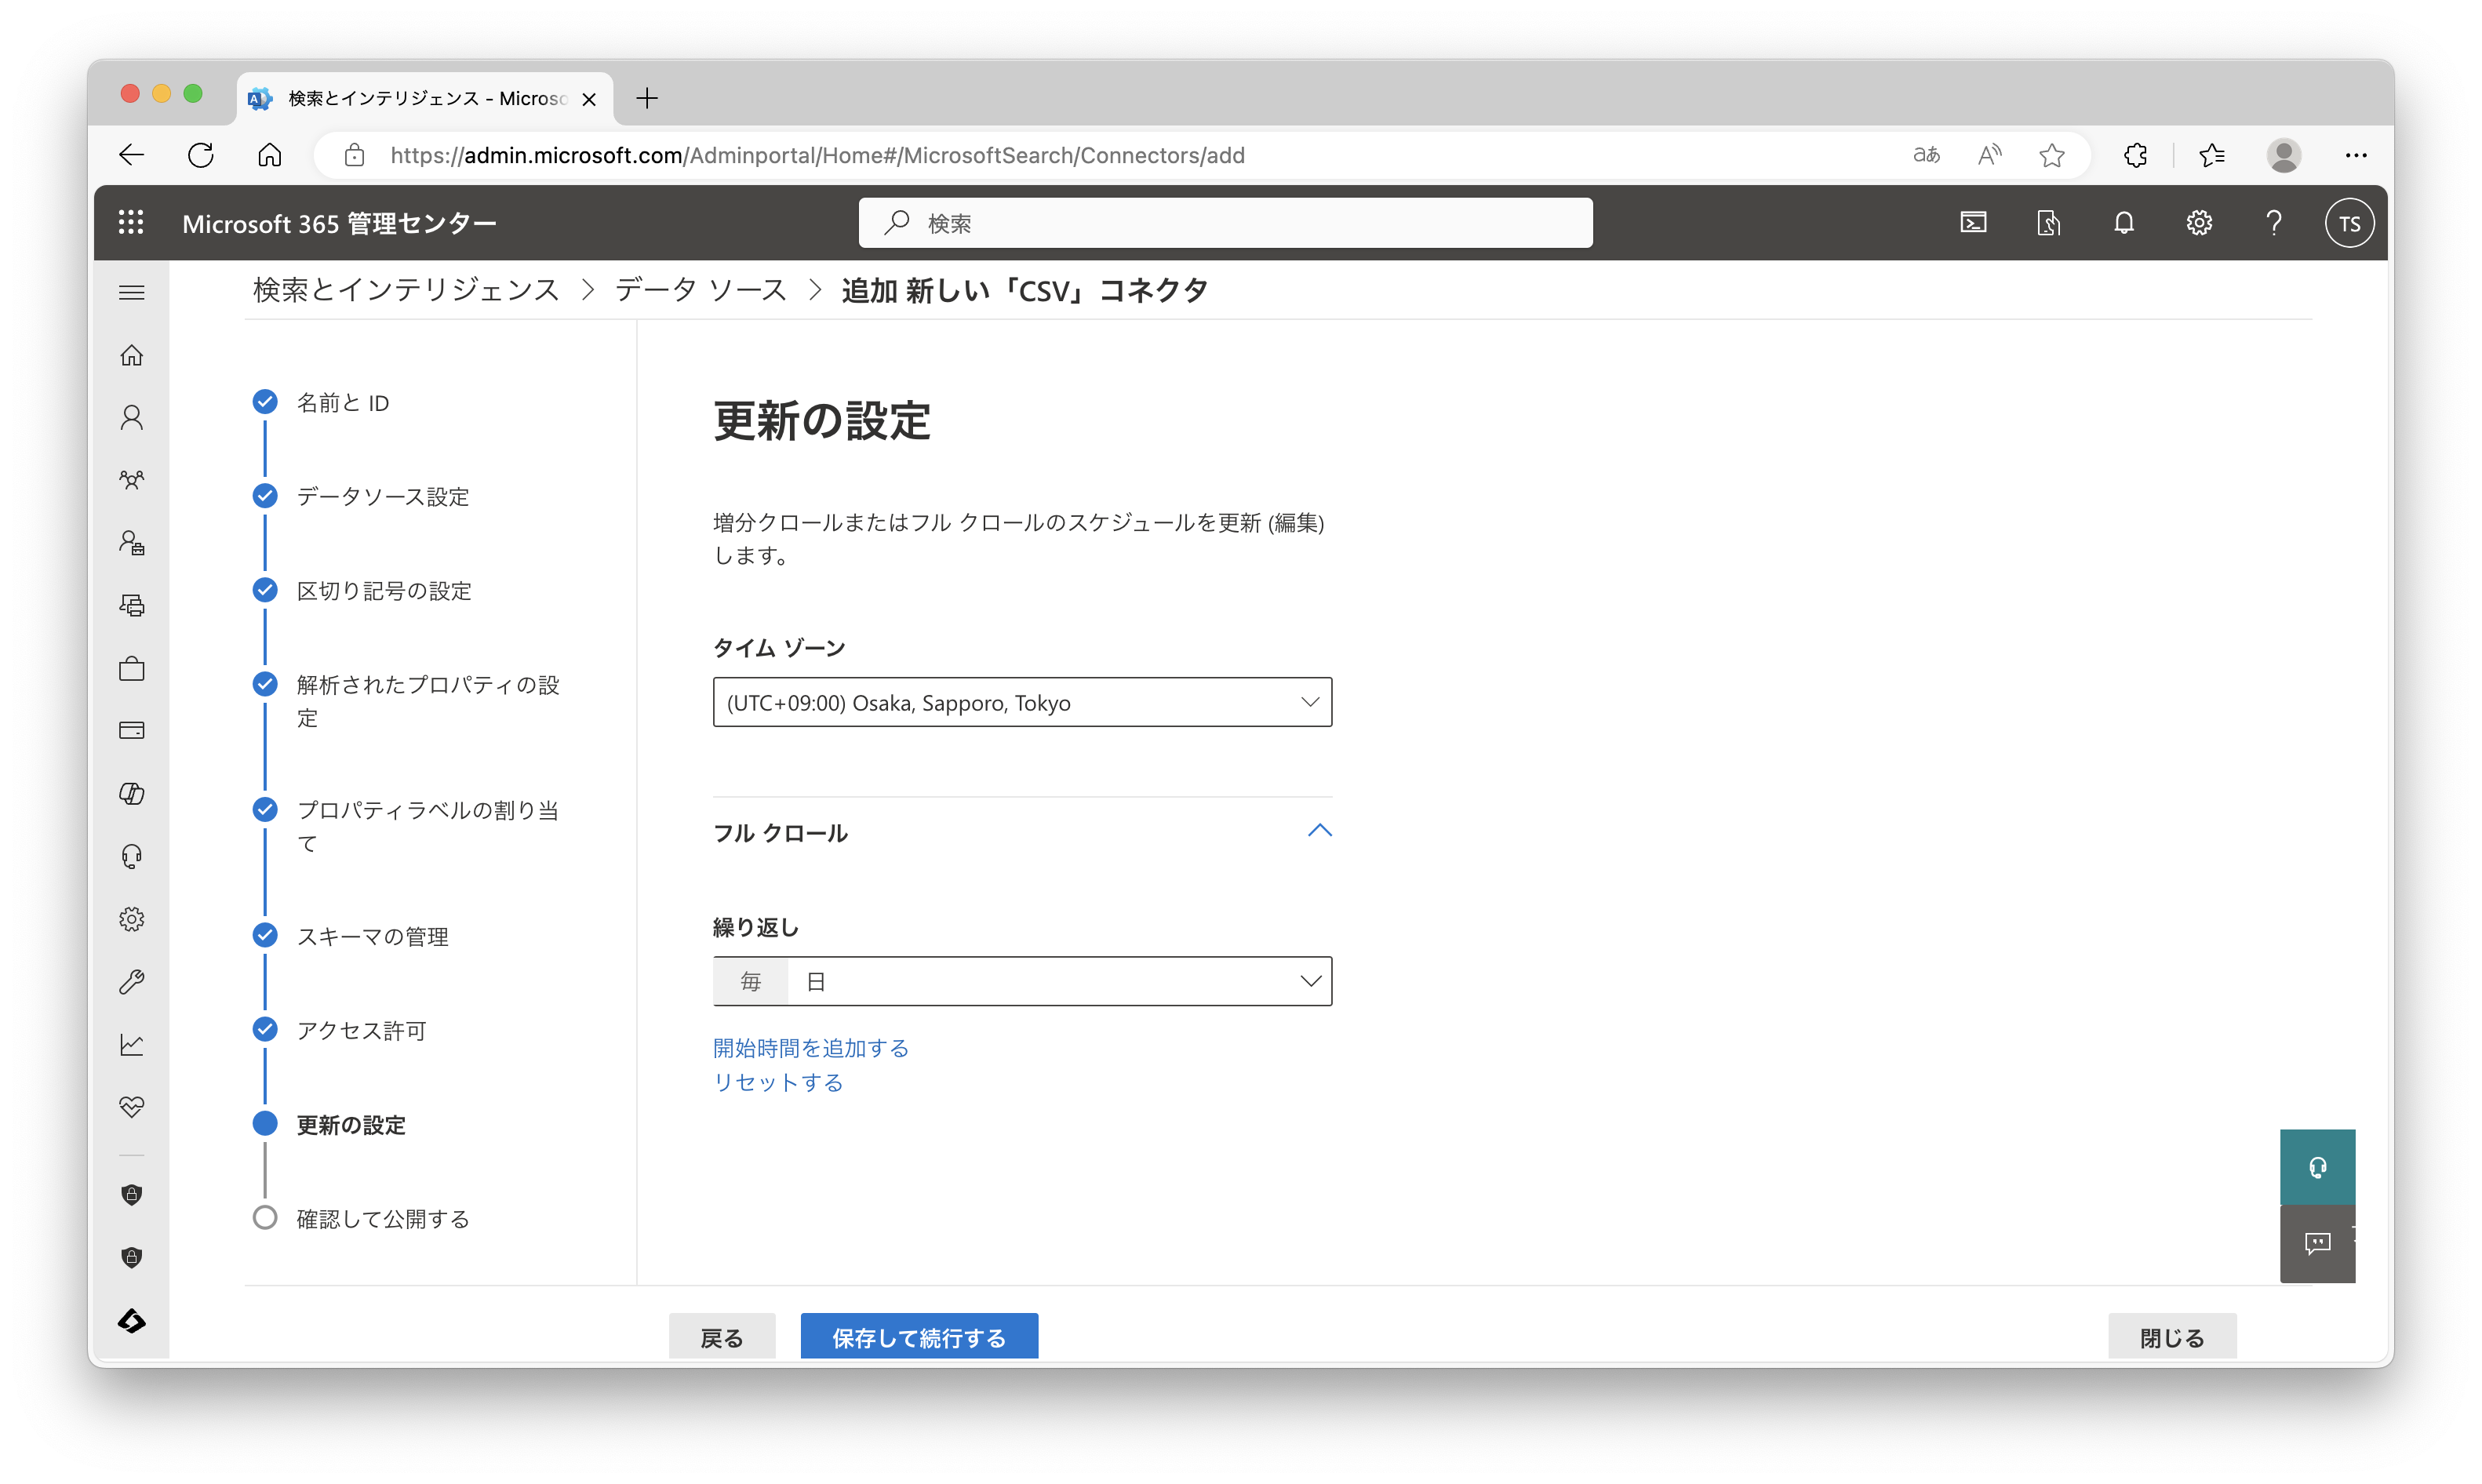 検索とインテリジェンス - Microso
https://admin.microsoft.com/Adminportal/Home#/MicrosoftSearch/Connectors/add
aあ
Microsoft 365 管理センター
検索
TS
検索とインテリジェンス > データ ソース > 追加 新しい「CSV」コネクタ
名前と ID
データソース設定
区切り記号の設定
解析されたプロパティの設
定
プロパティラベルの割り当
て
スキーマの管理
アクセス許可
更新の設定
確認して公開する
更新の設定
増分クロールまたはフル クロールのスケジュールを更新 (編集)
します。
タイム ゾーン
(UTC+09:00) Osaka, Sapporo, Tokyo
フル クロール
繰り返し
毎 日
開始時間を追加する
リセットする
戻る
保存して続行する
閉じる